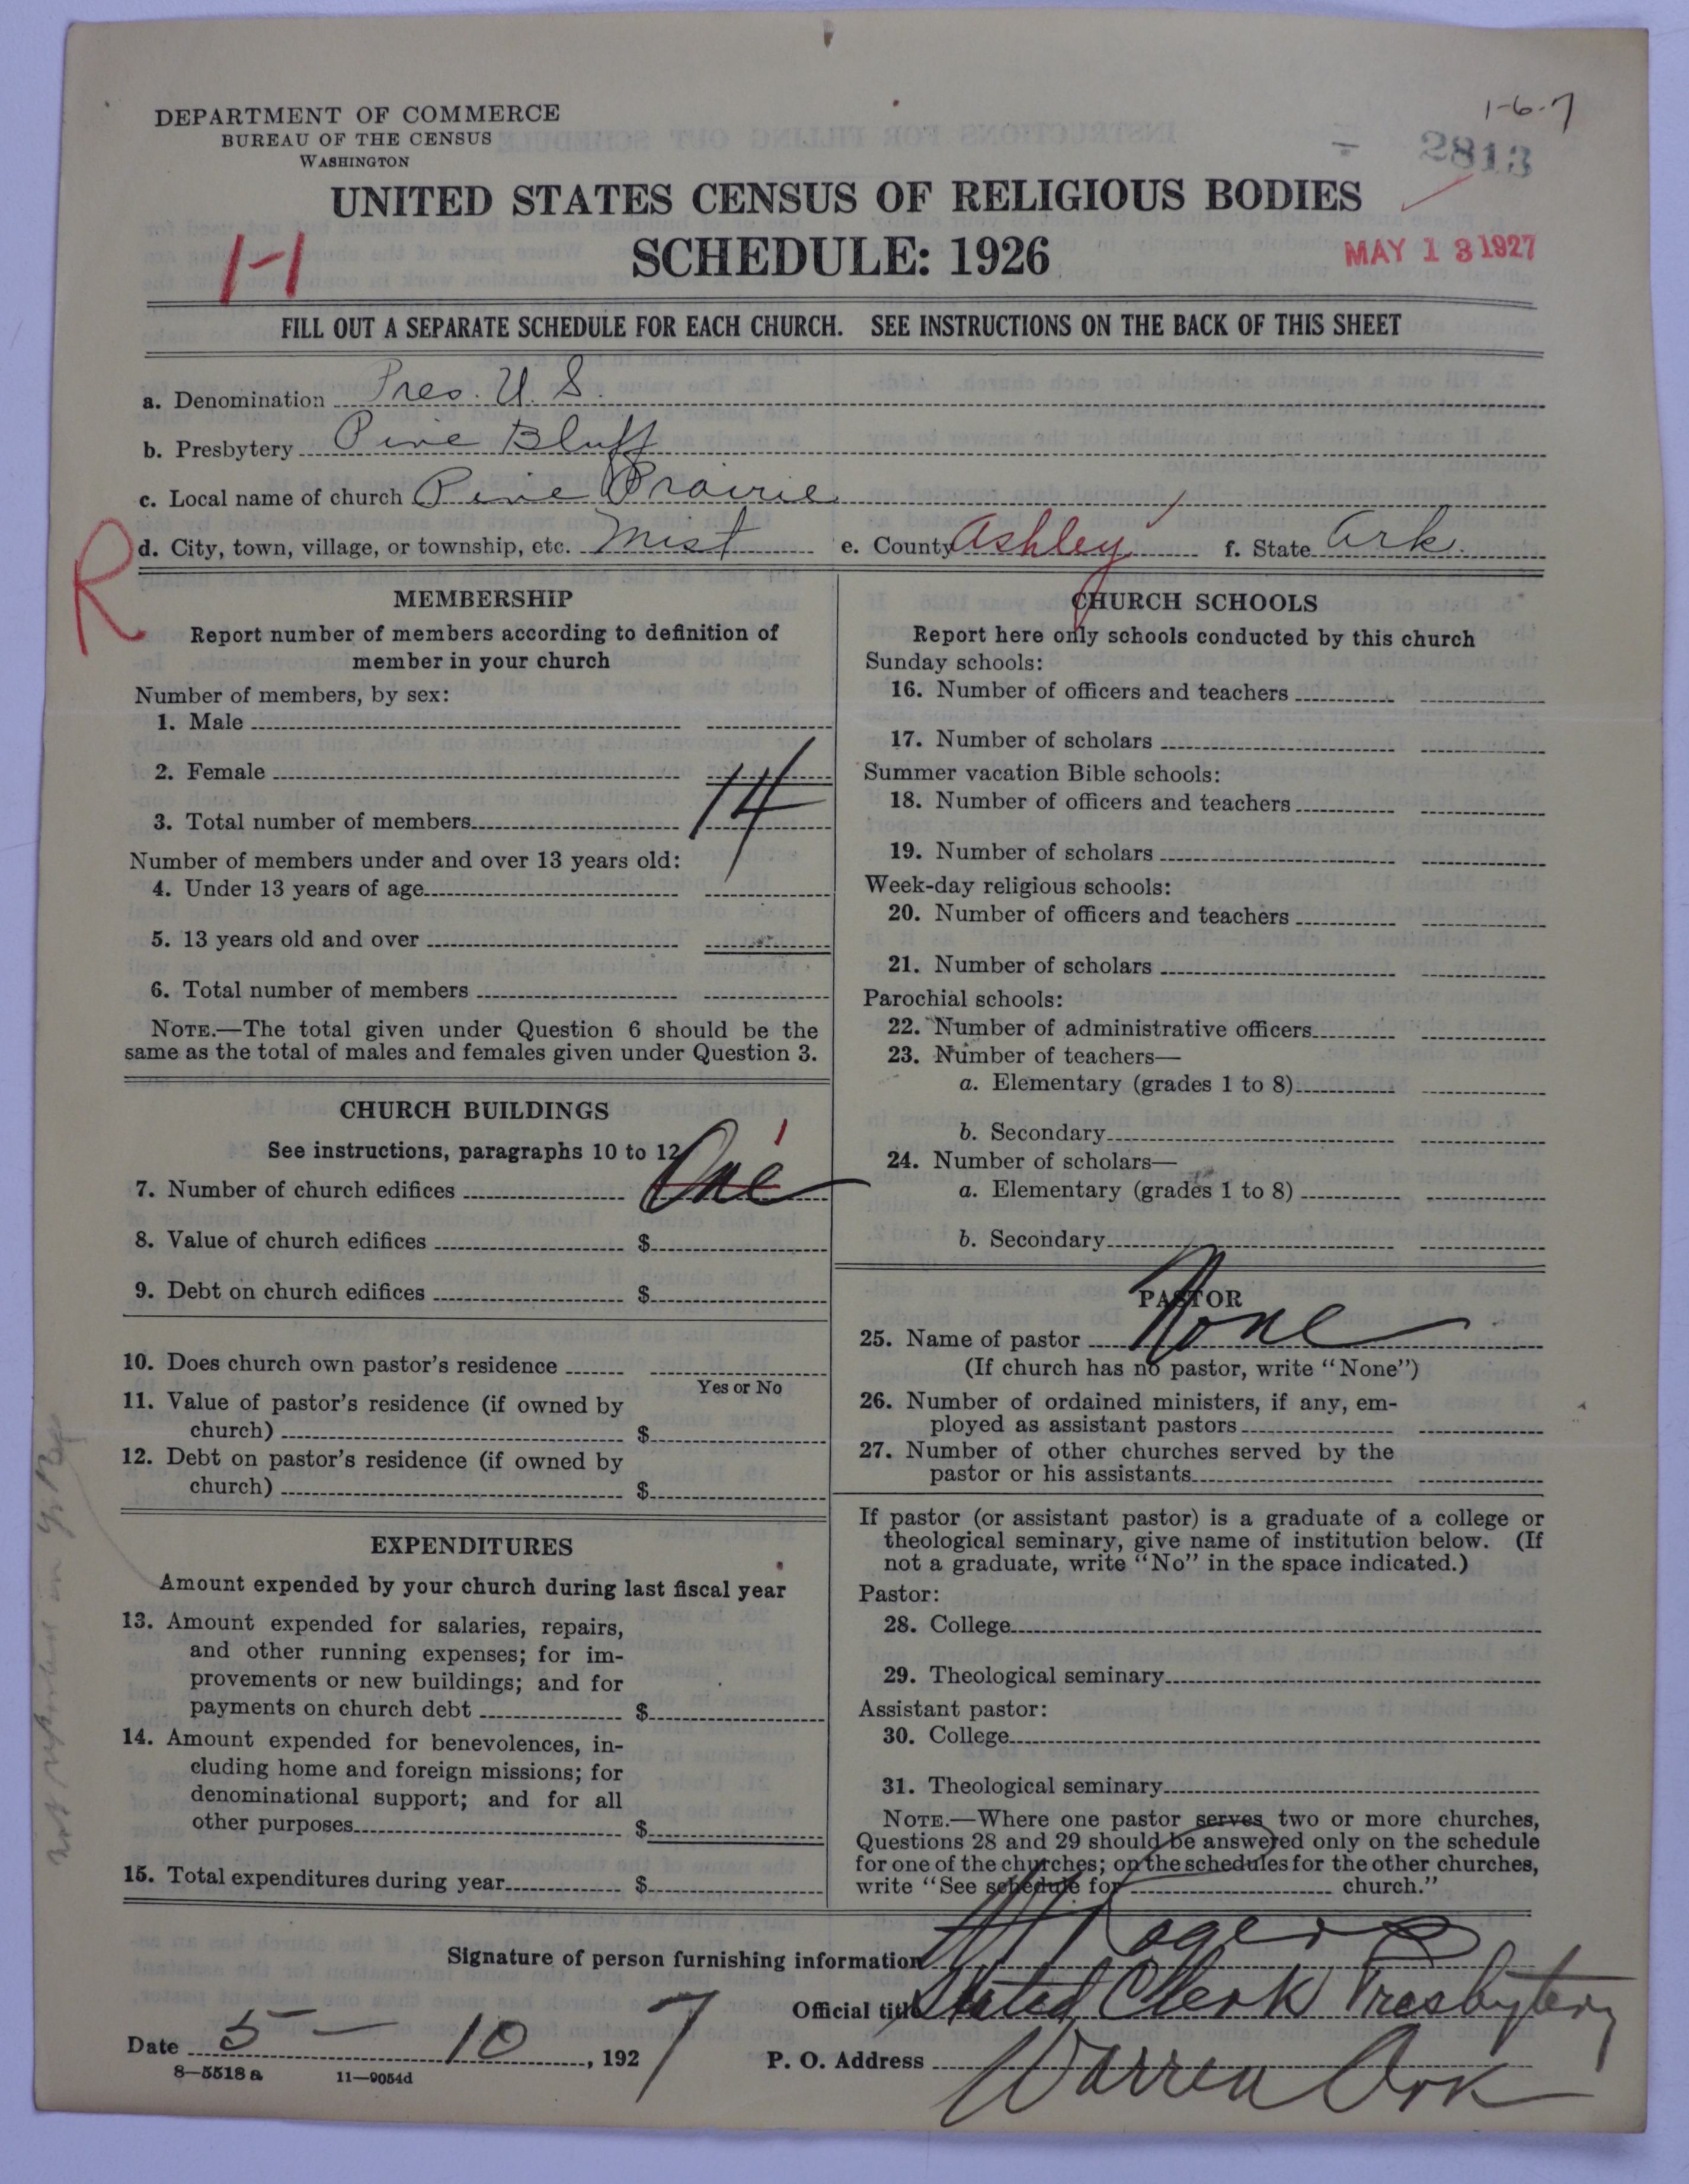 1-6-7
DEPARTMENT OF COMMERCE
BUREAU OF THE CENSUS
WASHINGTON
2813
UNITED STATES CENSUS OF RELIGIOUS BODIES
SCHEDULE: 1926
1-1
MAY 13 1927
FILL OUT A SEPARATE SCHEDULE FOR EACH CHURCH. SEE INSTRUCTIONS ON THE BACK OF THIS SHEET
a. Denomination Pres. U. S.
b. Presbytery Pine Bluff
c. Local name of church Pine Prairie
R
d. City, town, village, or township, etc. Mist e. County Ashley f. State Ark.
MEMBERSHIP
Report number of members according to definition of
member in your church
Number of members, by sex:
1. Male
2. Female
3. Total number of members 14
Number of members under and over 13 years old:
4. Under 13 years of age
5. 13 years old and over
6. Total number of members
NOTE.—The total given under Question 6 should be the
same as the total of males and females given under Question 3.
CHURCH BUILDINGS
See instructions, paragraphs 10 to 12
7. Number of church edifices One 1
8. Value of church edifices $
9. Debt on church edifices $
10. Does church own pastor's residence
Yes or No
11. Value of pastor's residence (if owned by
church) $
12. Debt on pastor's residence (if owned by
church) $
EXPENDITURES
Amount expended by your church during last fiscal year
13. Amount expended for salaries, repairs,
and other running expenses; for im-
provements or new buildings; and for
payments on church debt $
14. Amount expended for benevolences, in-
cluding home and foreign missions; for
denominational support; and for all
other purposes $
15. Total expenditures during year $
CHURCH SCHOOLS
Report here only schools conducted by this church
Sunday schools:
16. Number of officers and teachers
17. Number of scholars
Summer vacation Bible schools:
18. Number of officers and teachers
19. Number of scholars
Week-day religious schools:
20. Number of officers and teachers
21. Number of scholars
Parochial schools:
22. Number of administrative officers
23. Number of teachers—
a. Elementary (grades 1 to 8)
b. Secondary
24. Number of scholars—
a. Elementary (grades 1 to 8)
b. Secondary
PASTOR
25. Name of pastor None
(If church has no pastor, write "None")
26. Number of ordained ministers, if any, em-
ployed as assistant pastors
27. Number of other churches served by the
pastor or his assistants
If pastor (or assistant pastor) is a graduate of a college or
theological seminary, give name of institution below. (If
not a graduate, write "No" in the space indicated.)
Pastor:
28. College
29. Theological seminary
Assistant pastor:
30. College
31. Theological seminary
NOTE.—Where one pastor serves two or more churches,
Questions 28 and 29 should be answered only on the schedule
for one of the churches; on the schedules for the other churches,
write "See schedule for church."
Signature of person furnishing information Rogers
Official title Stated Clerk Presbytery
Date 5 - 10, 1927 P. O. Address Warren Ark
8—5518 a 11—9054d
not reported in